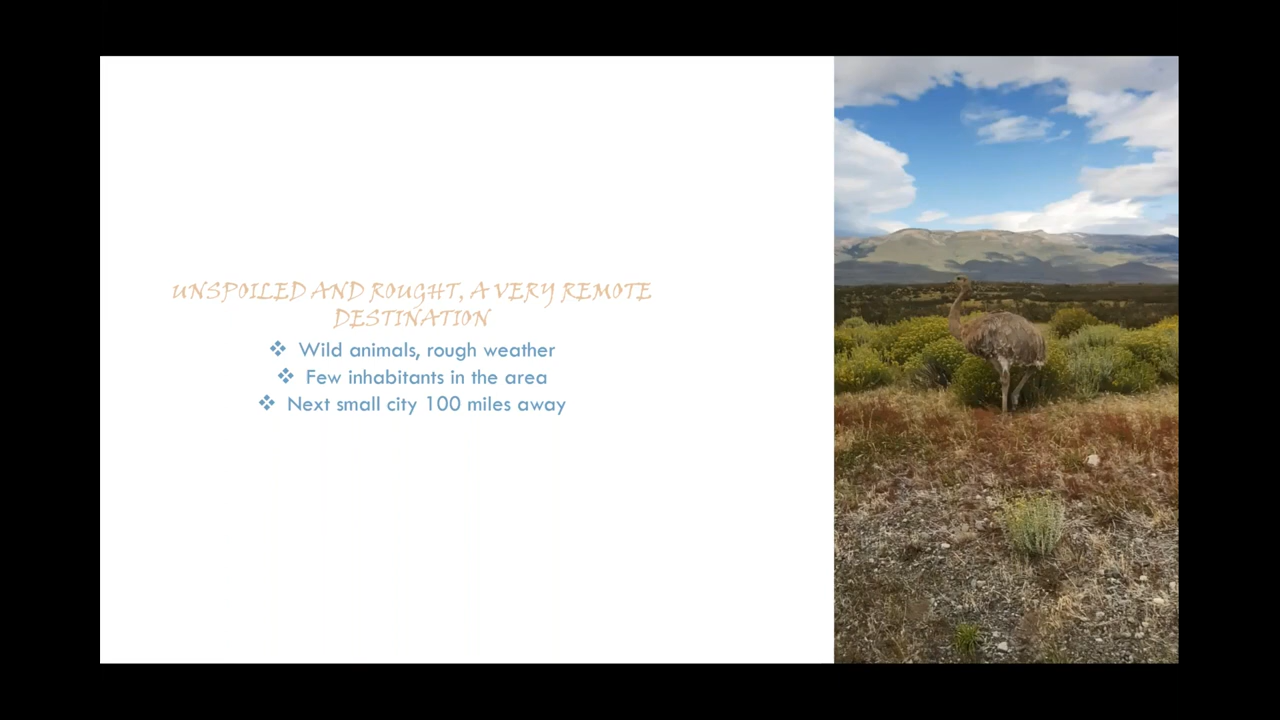 UNSPOILED AND ROUGHT, A VERY REMOTE
DESTINATION
❖ Wild animals, rough weather
❖ Few inhabitants in the area
❖ Next small city 100 miles away